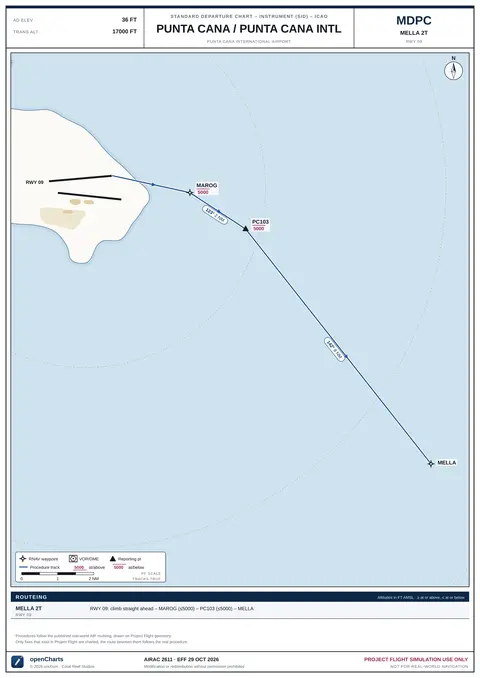 AD ELEV 36 FT
TRANS ALT 17000 FT
STANDARD DEPARTURE CHART - INSTRUMENT (SID) - ICAO
PUNTA CANA / PUNTA CANA INTL
PUNTA CANA INTERNATIONAL AIRPORT
MDPC
MELLA 2T
RWY 09
N
RWY 09
MAROG
5000
PC103
5000
MELLA
RNAV waypoint
VOR/DME
Reporting pt
Procedure track
5000 at/above
5000 at/below
0 1 2 NM
PF SCALE
TRACKS TRUE
ROUTEING
MELLA 2T
RWY 09
RWY 09: climb straight ahead – MAROG (≤5000) – PC103 (≤5000) – MELLA
openCharts
AIRAC 2611 · EFF 29 OCT 2026
PROJECT FLIGHT SIMULATION USE ONLY
NOT FOR REAL-WORLD NAVIGATION